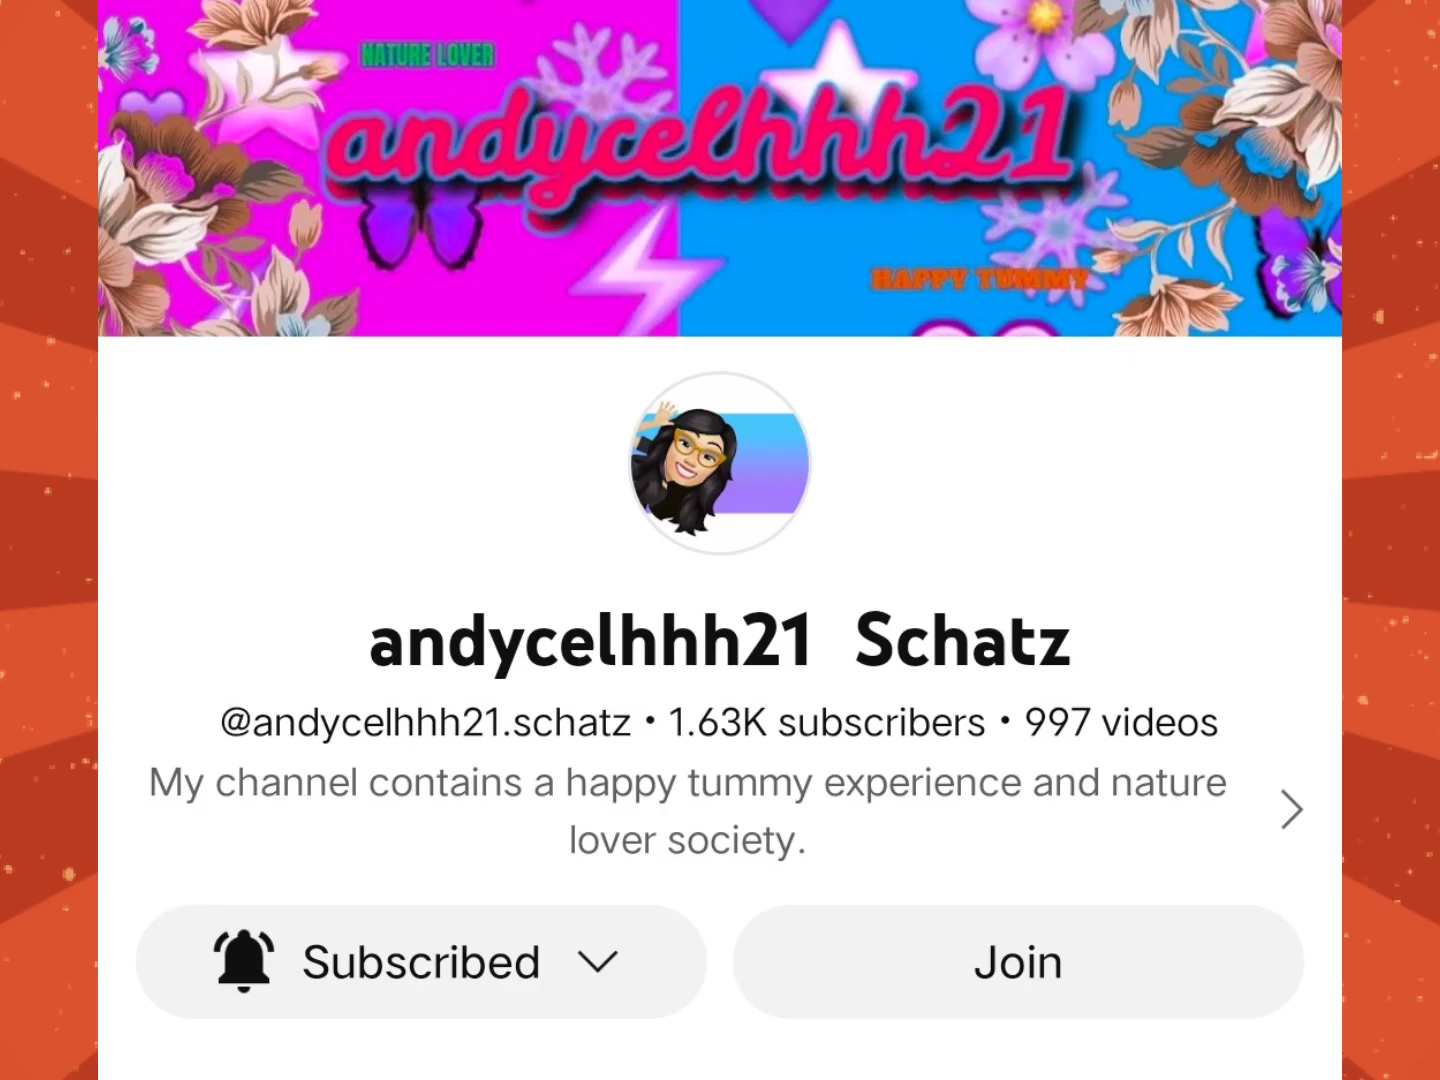 NATURE LOVER
andycelhhh21
HAPPY TUMMY
andycelhhh21 Schatz
@andycelhhh21.schatz • 1.63K subscribers • 997 videos
My channel contains a happy tummy experience and nature
lover society.
Subscribed
Join